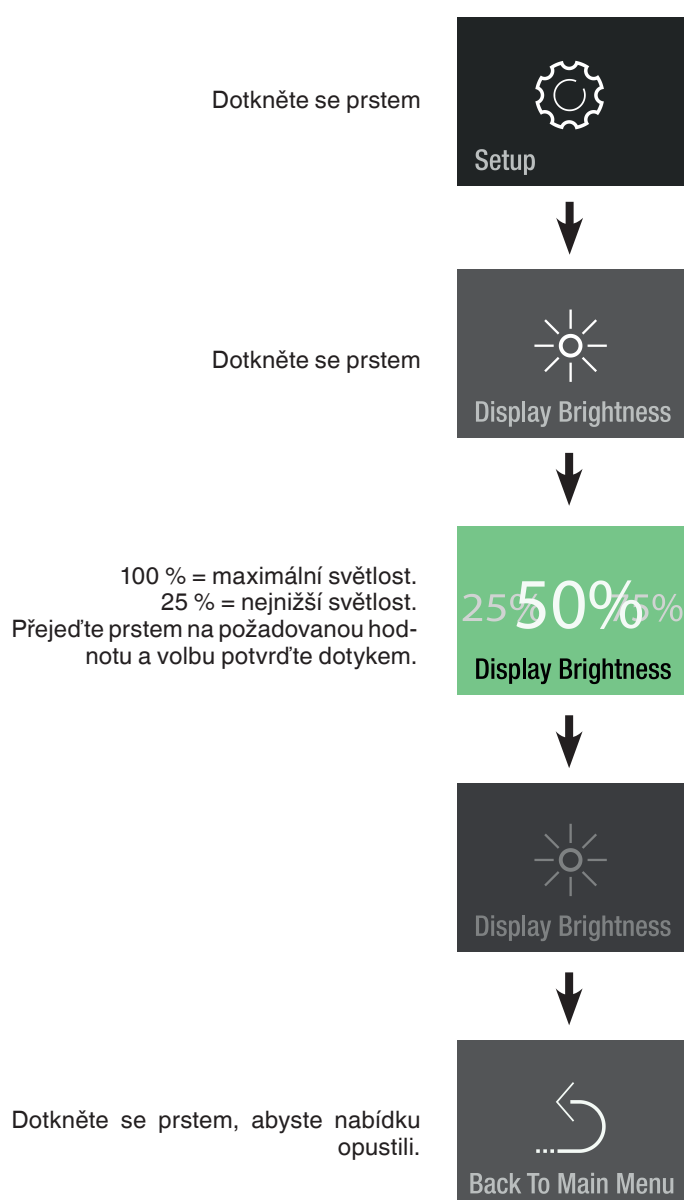 Dotkněte se prstem
Setup
Dotkněte se prstem
Display Brightness
100 % = maximální světlost.
25 % = nejnižší světlost.
Přejeďte prstem na požadovanou hod-
notu a volbu potvrďte dotykem.
25% 50% 75%
Display Brightness
Display Brightness
Dotkněte se prstem, abyste nabídku
opustili.
Back To Main Menu